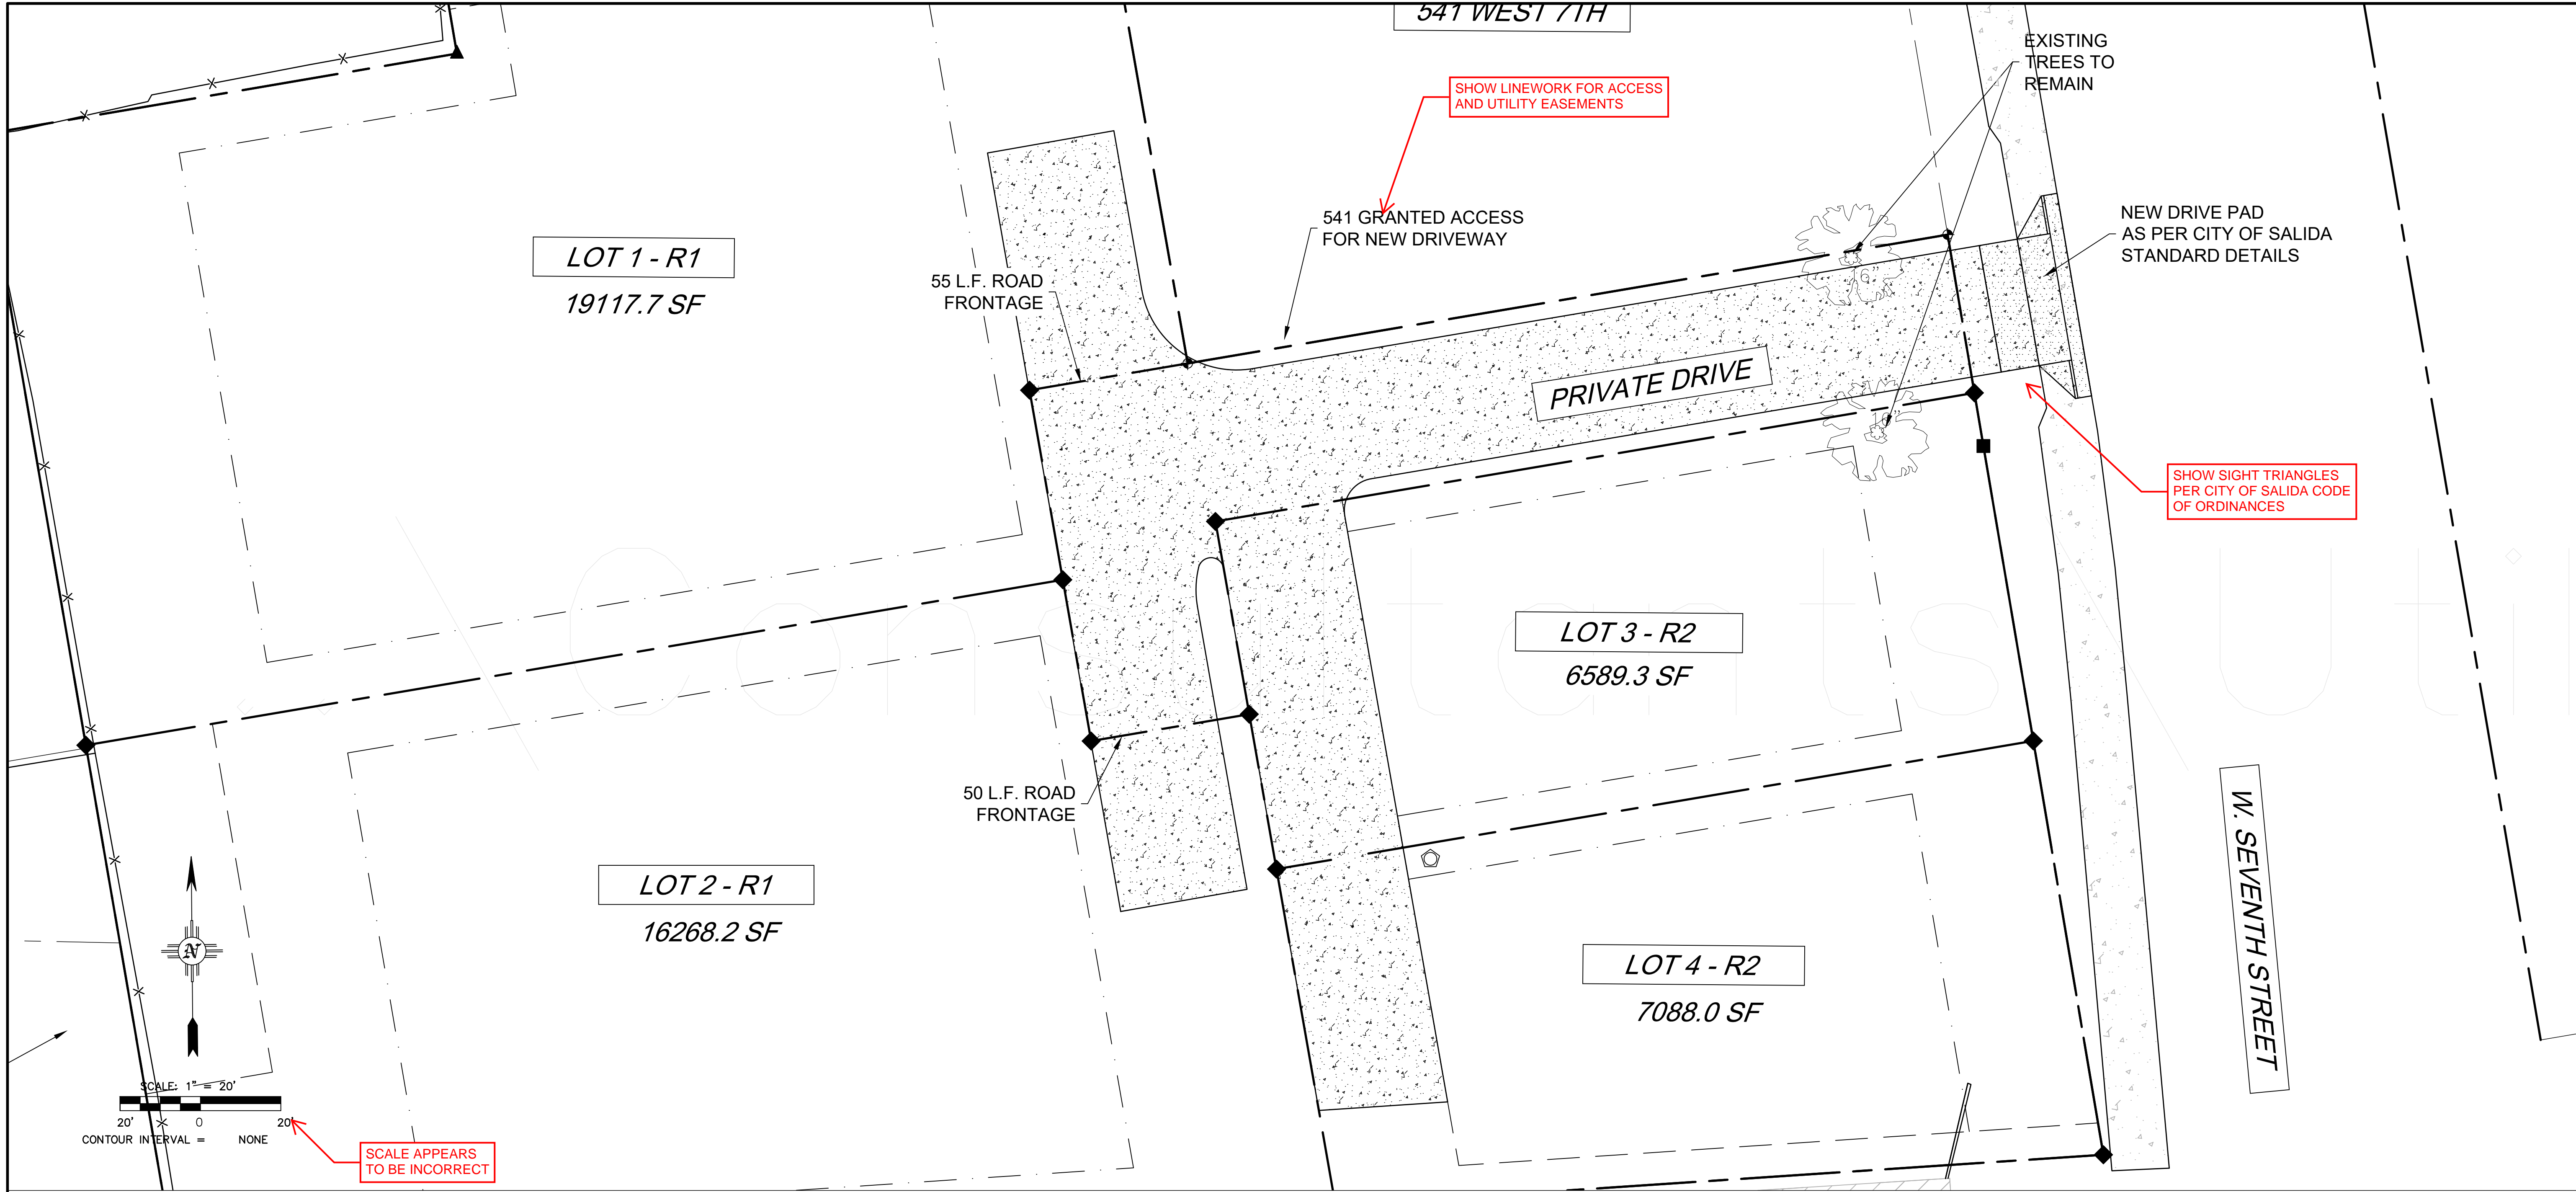 541 WEST 7TH
EXISTING
TREES TO
REMAIN
SHOW LINEWORK FOR ACCESS
AND UTILITY EASEMENTS
541 GRANTED ACCESS
FOR NEW DRIVEWAY
NEW DRIVE PAD
AS PER CITY OF SALIDA
STANDARD DETAILS
LOT 1 - R1
19117.7 SF
55 L.F. ROAD
FRONTAGE
6"
PRIVATE DRIVE
SHOW SIGHT TRIANGLES
PER CITY OF SALIDA CODE
OF ORDINANCES
LOT 3 - R2
6589.3 SF
50 L.F. ROAD
FRONTAGE
W. SEVENTH STREET
LOT 2 - R1
16268.2 SF
LOT 4 - R2
7088.0 SF
N
SCALE: 1" = 20'
20' 0 20'
CONTOUR INTERVAL = NONE
SCALE APPEARS
TO BE INCORRECT